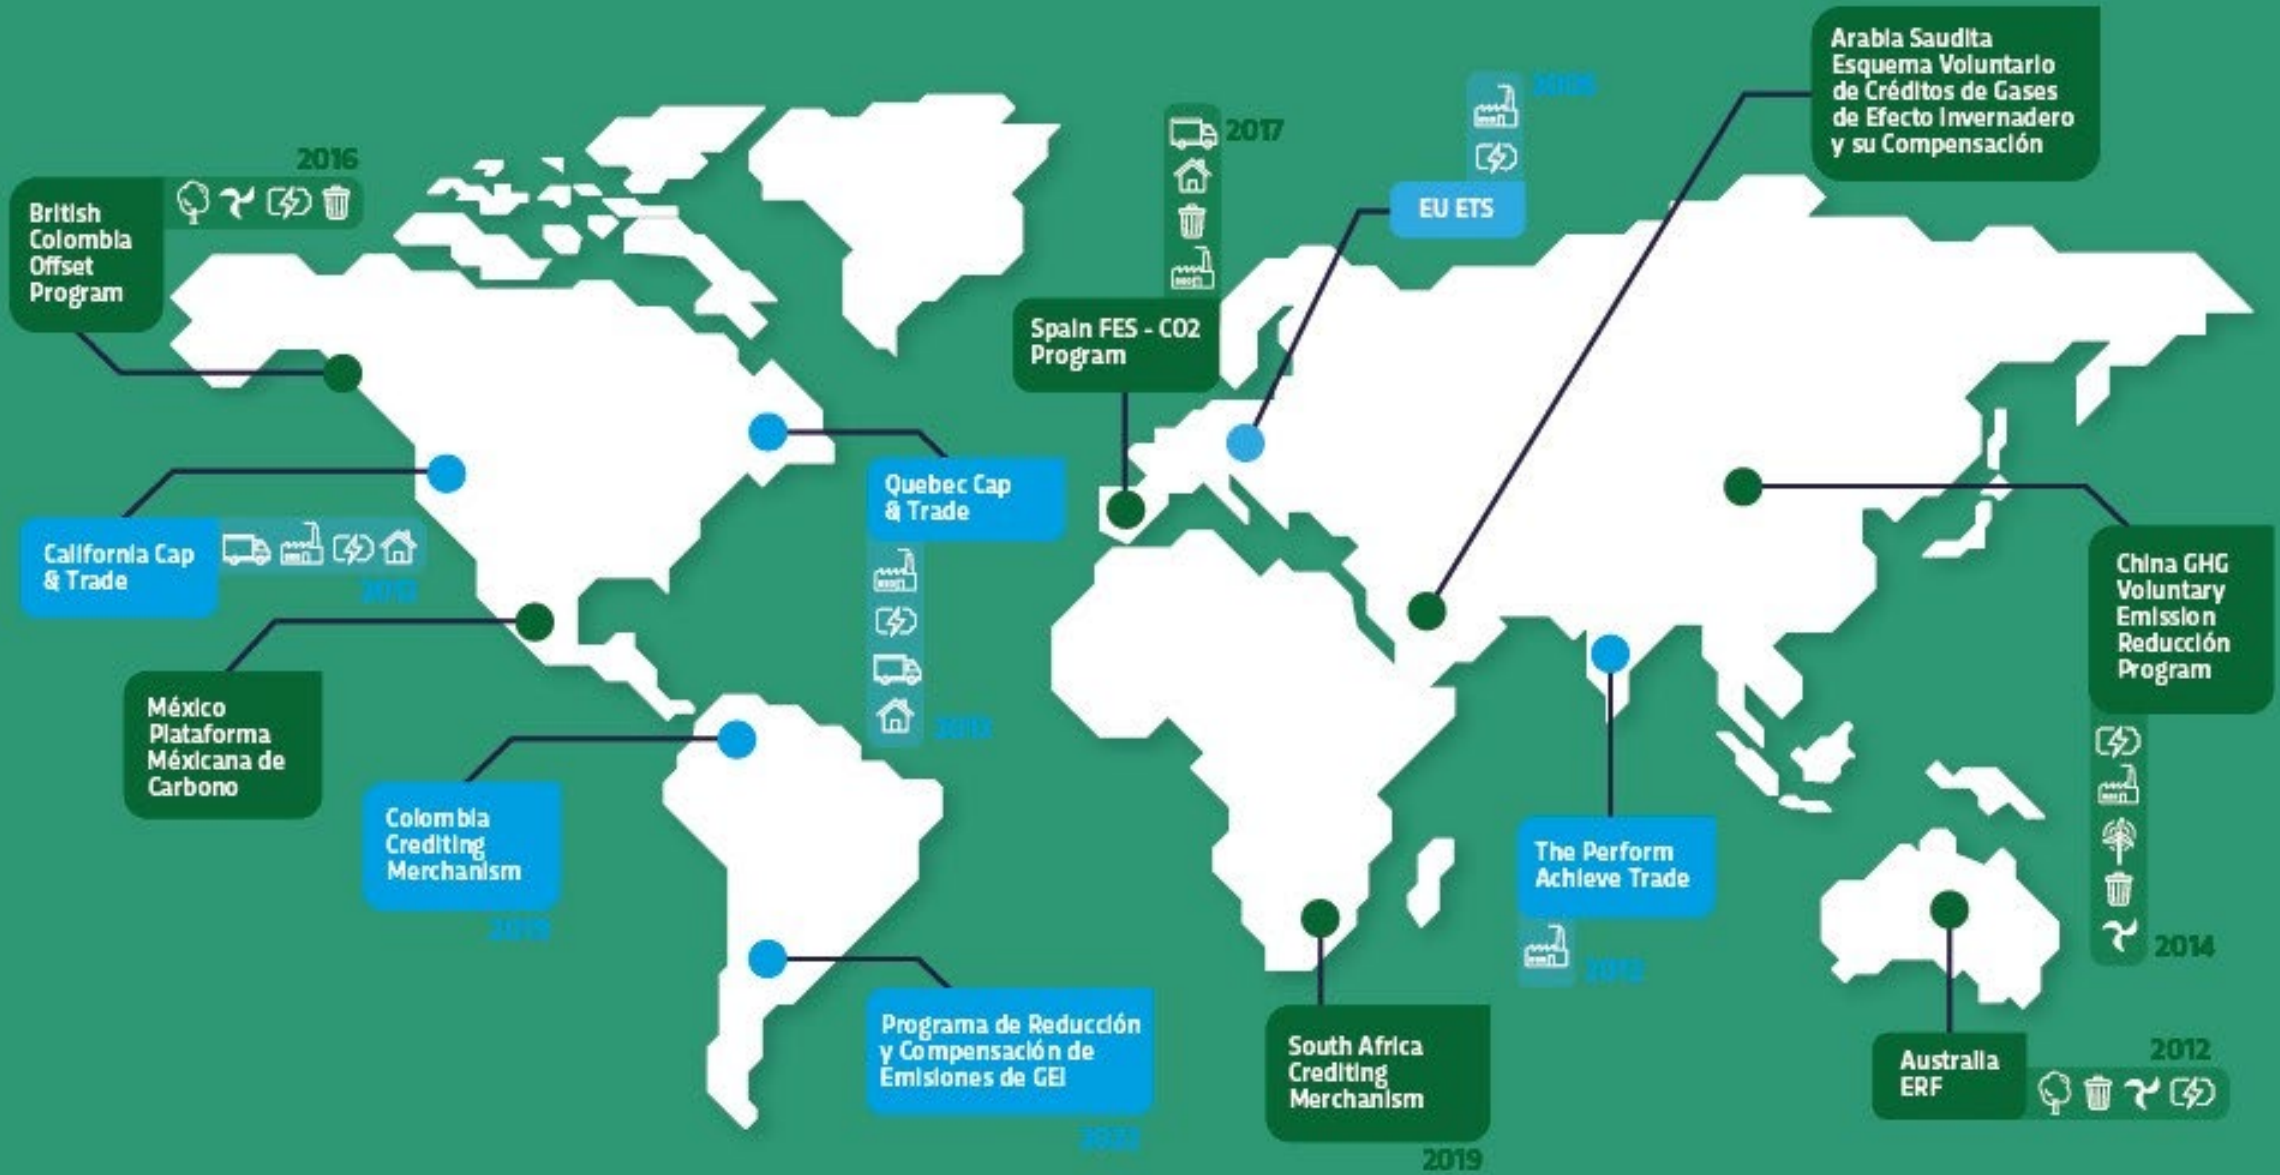 Arabia Saudita
Esquema Voluntario
de Créditos de Gases
de Efecto Invernadero
y su Compensación
2017
2016
British
Colombia
Offset
Program
EU ETS
Spain FES - CO2
Program
Quebec Cap
& Trade
California Cap
& Trade
China GHG
Voluntary
Emission
Reducción
Program
México
Plataforma
Méxicana de
Carbono
Colombia
Crediting
Merchanism
The Perform
Achieve Trade
2014
Programa de Reducción
y Compensación de
Emisiones de GEI
South Africa
Crediting
Merchanism
2019
Australia
ERF
2012